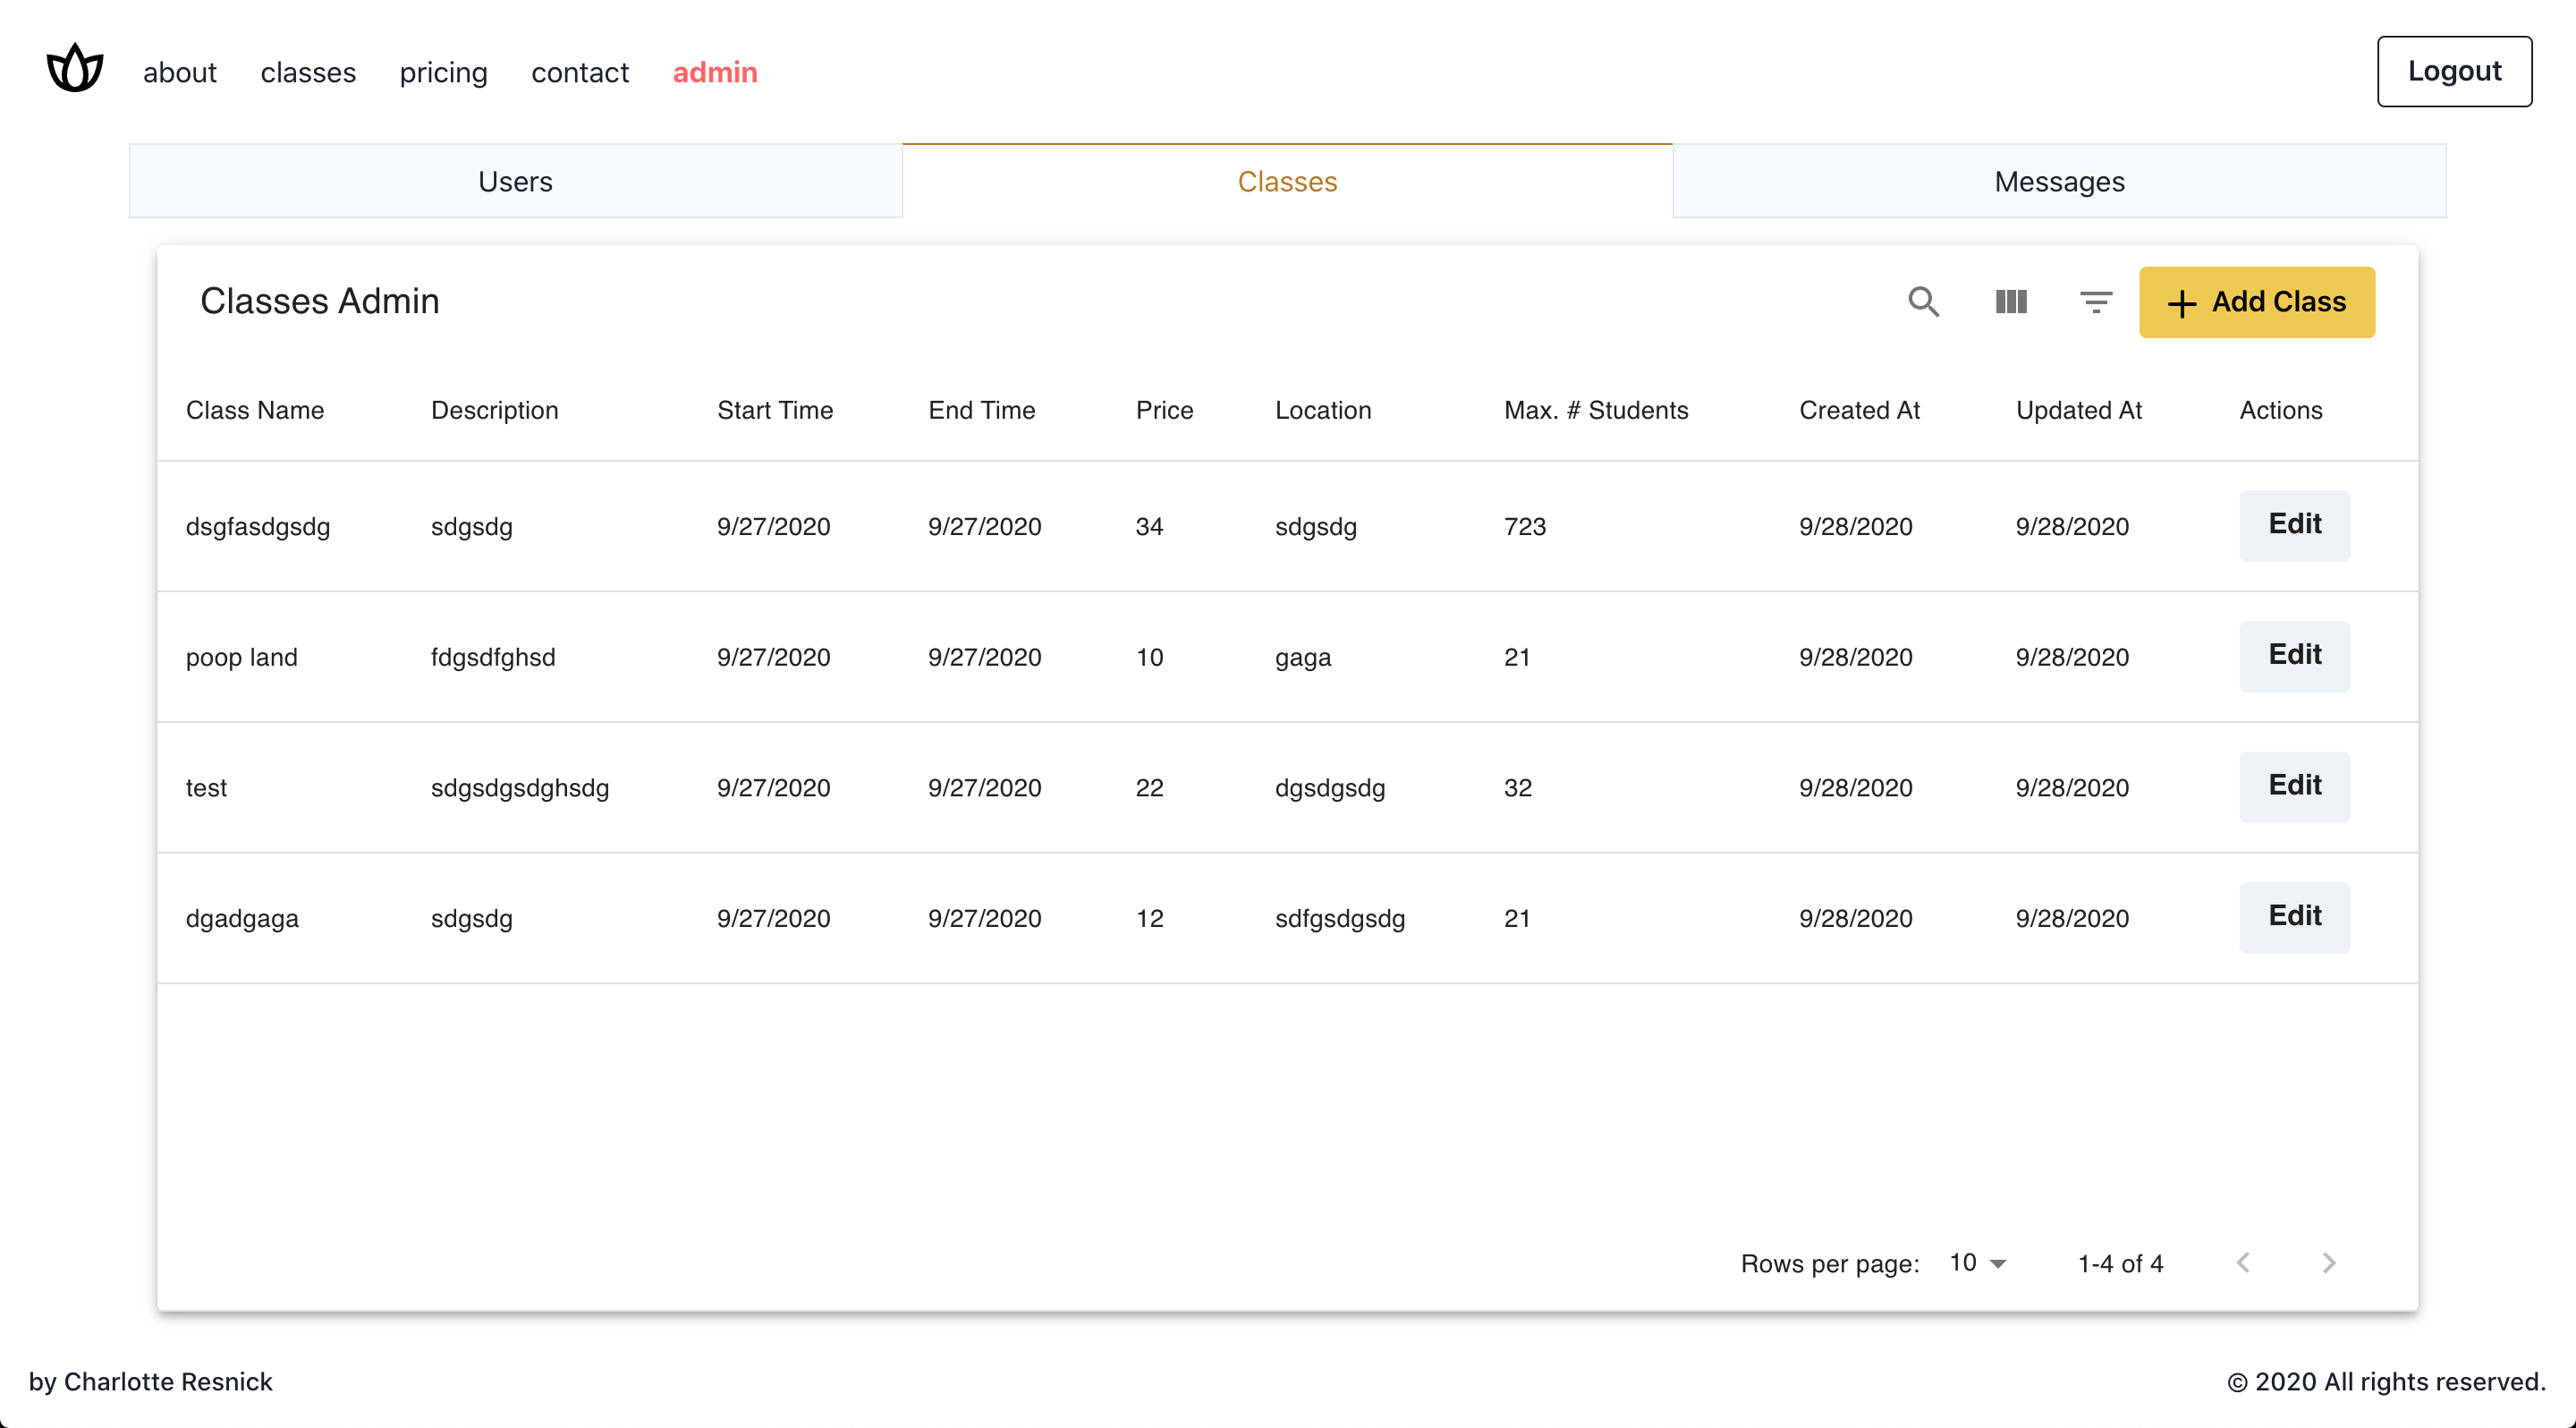 about classes pricing contact admin Logout
Users Classes Messages
Classes Admin Add Class
Class Name Description Start Time End Time Price Location Max. # Students Created At Updated At Actions
dsgfasdgsdg sdgsdg 9/27/2020 9/27/2020 34 sdgsdg 723 9/28/2020 9/28/2020 Edit
poop land fdgsdfghsd 9/27/2020 9/27/2020 10 gaga 21 9/28/2020 9/28/2020 Edit
test sdgsdgsdghsdg 9/27/2020 9/27/2020 22 dgsdgsdg 32 9/28/2020 9/28/2020 Edit
dgadgaga sdgsdg 9/27/2020 9/27/2020 12 sdfgsdgsdg 21 9/28/2020 9/28/2020 Edit
Rows per page: 10 1-4 of 4
by Charlotte Resnick © 2020 All rights reserved.